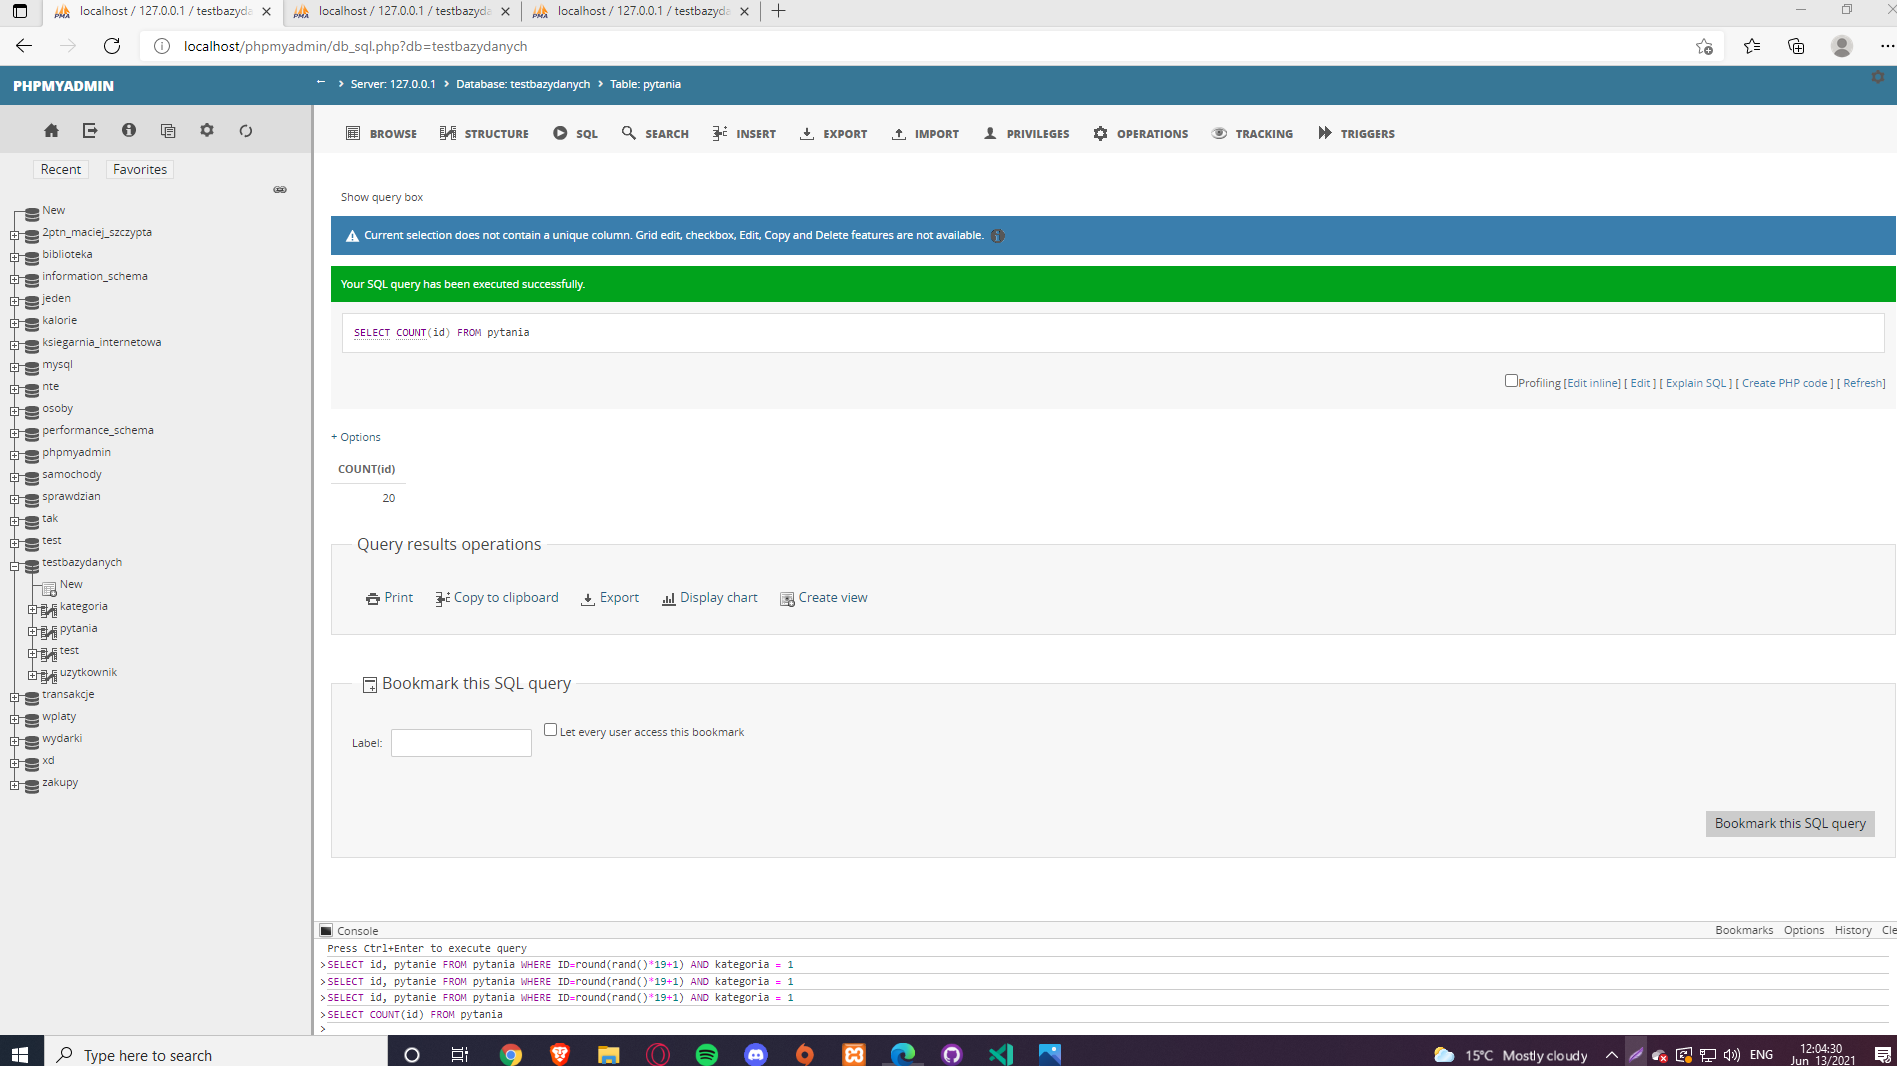 localhost / 127.0.0.1 / testbazyda
localhost / 127.0.0.1 / testbazyda
localhost / 127.0.0.1 / testbazyda
localhost/phpmyadmin/db_sql.php?db=testbazydanych
PHPMYADMIN
Server: 127.0.0.1 Database: testbazydanych Table: pytania
BROWSE STRUCTURE SQL SEARCH INSERT EXPORT IMPORT PRIVILEGES OPERATIONS TRACKING TRIGGERS
Recent Favorites
New
2ptn_maciej_szczypta
biblioteka
information_schema
jeden
kalorie
ksiegarnia_internetowa
mysql
nte
osoby
performance_schema
phpmyadmin
samochody
sprawdzian
tak
test
testbazydanych
New
kategoria
pytania
test
uzytkownik
transakcje
wplaty
wydarki
xd
zakupy
Show query box
Current selection does not contain a unique column. Grid edit, checkbox, Edit, Copy and Delete features are not available.
Your SQL query has been executed successfully.
SELECT COUNT(id) FROM pytania
Profiling [Edit inline] [ Edit ] [ Explain SQL ] [ Create PHP code ] [ Refresh]
+ Options
COUNT(id)
20
Query results operations
Print Copy to clipboard Export Display chart Create view
Bookmark this SQL query
Label: Let every user access this bookmark
Bookmark this SQL query
Console Bookmarks Options History Cle
Press Ctrl+Enter to execute query
>SELECT id, pytanie FROM pytania WHERE ID=round(rand()*19+1) AND kategoria = 1
>SELECT id, pytanie FROM pytania WHERE ID=round(rand()*19+1) AND kategoria = 1
>SELECT id, pytanie FROM pytania WHERE ID=round(rand()*19+1) AND kategoria = 1
>SELECT COUNT(id) FROM pytania
>
Type here to search
15°C Mostly cloudy ENG
12:04:30
Jun 13/2021